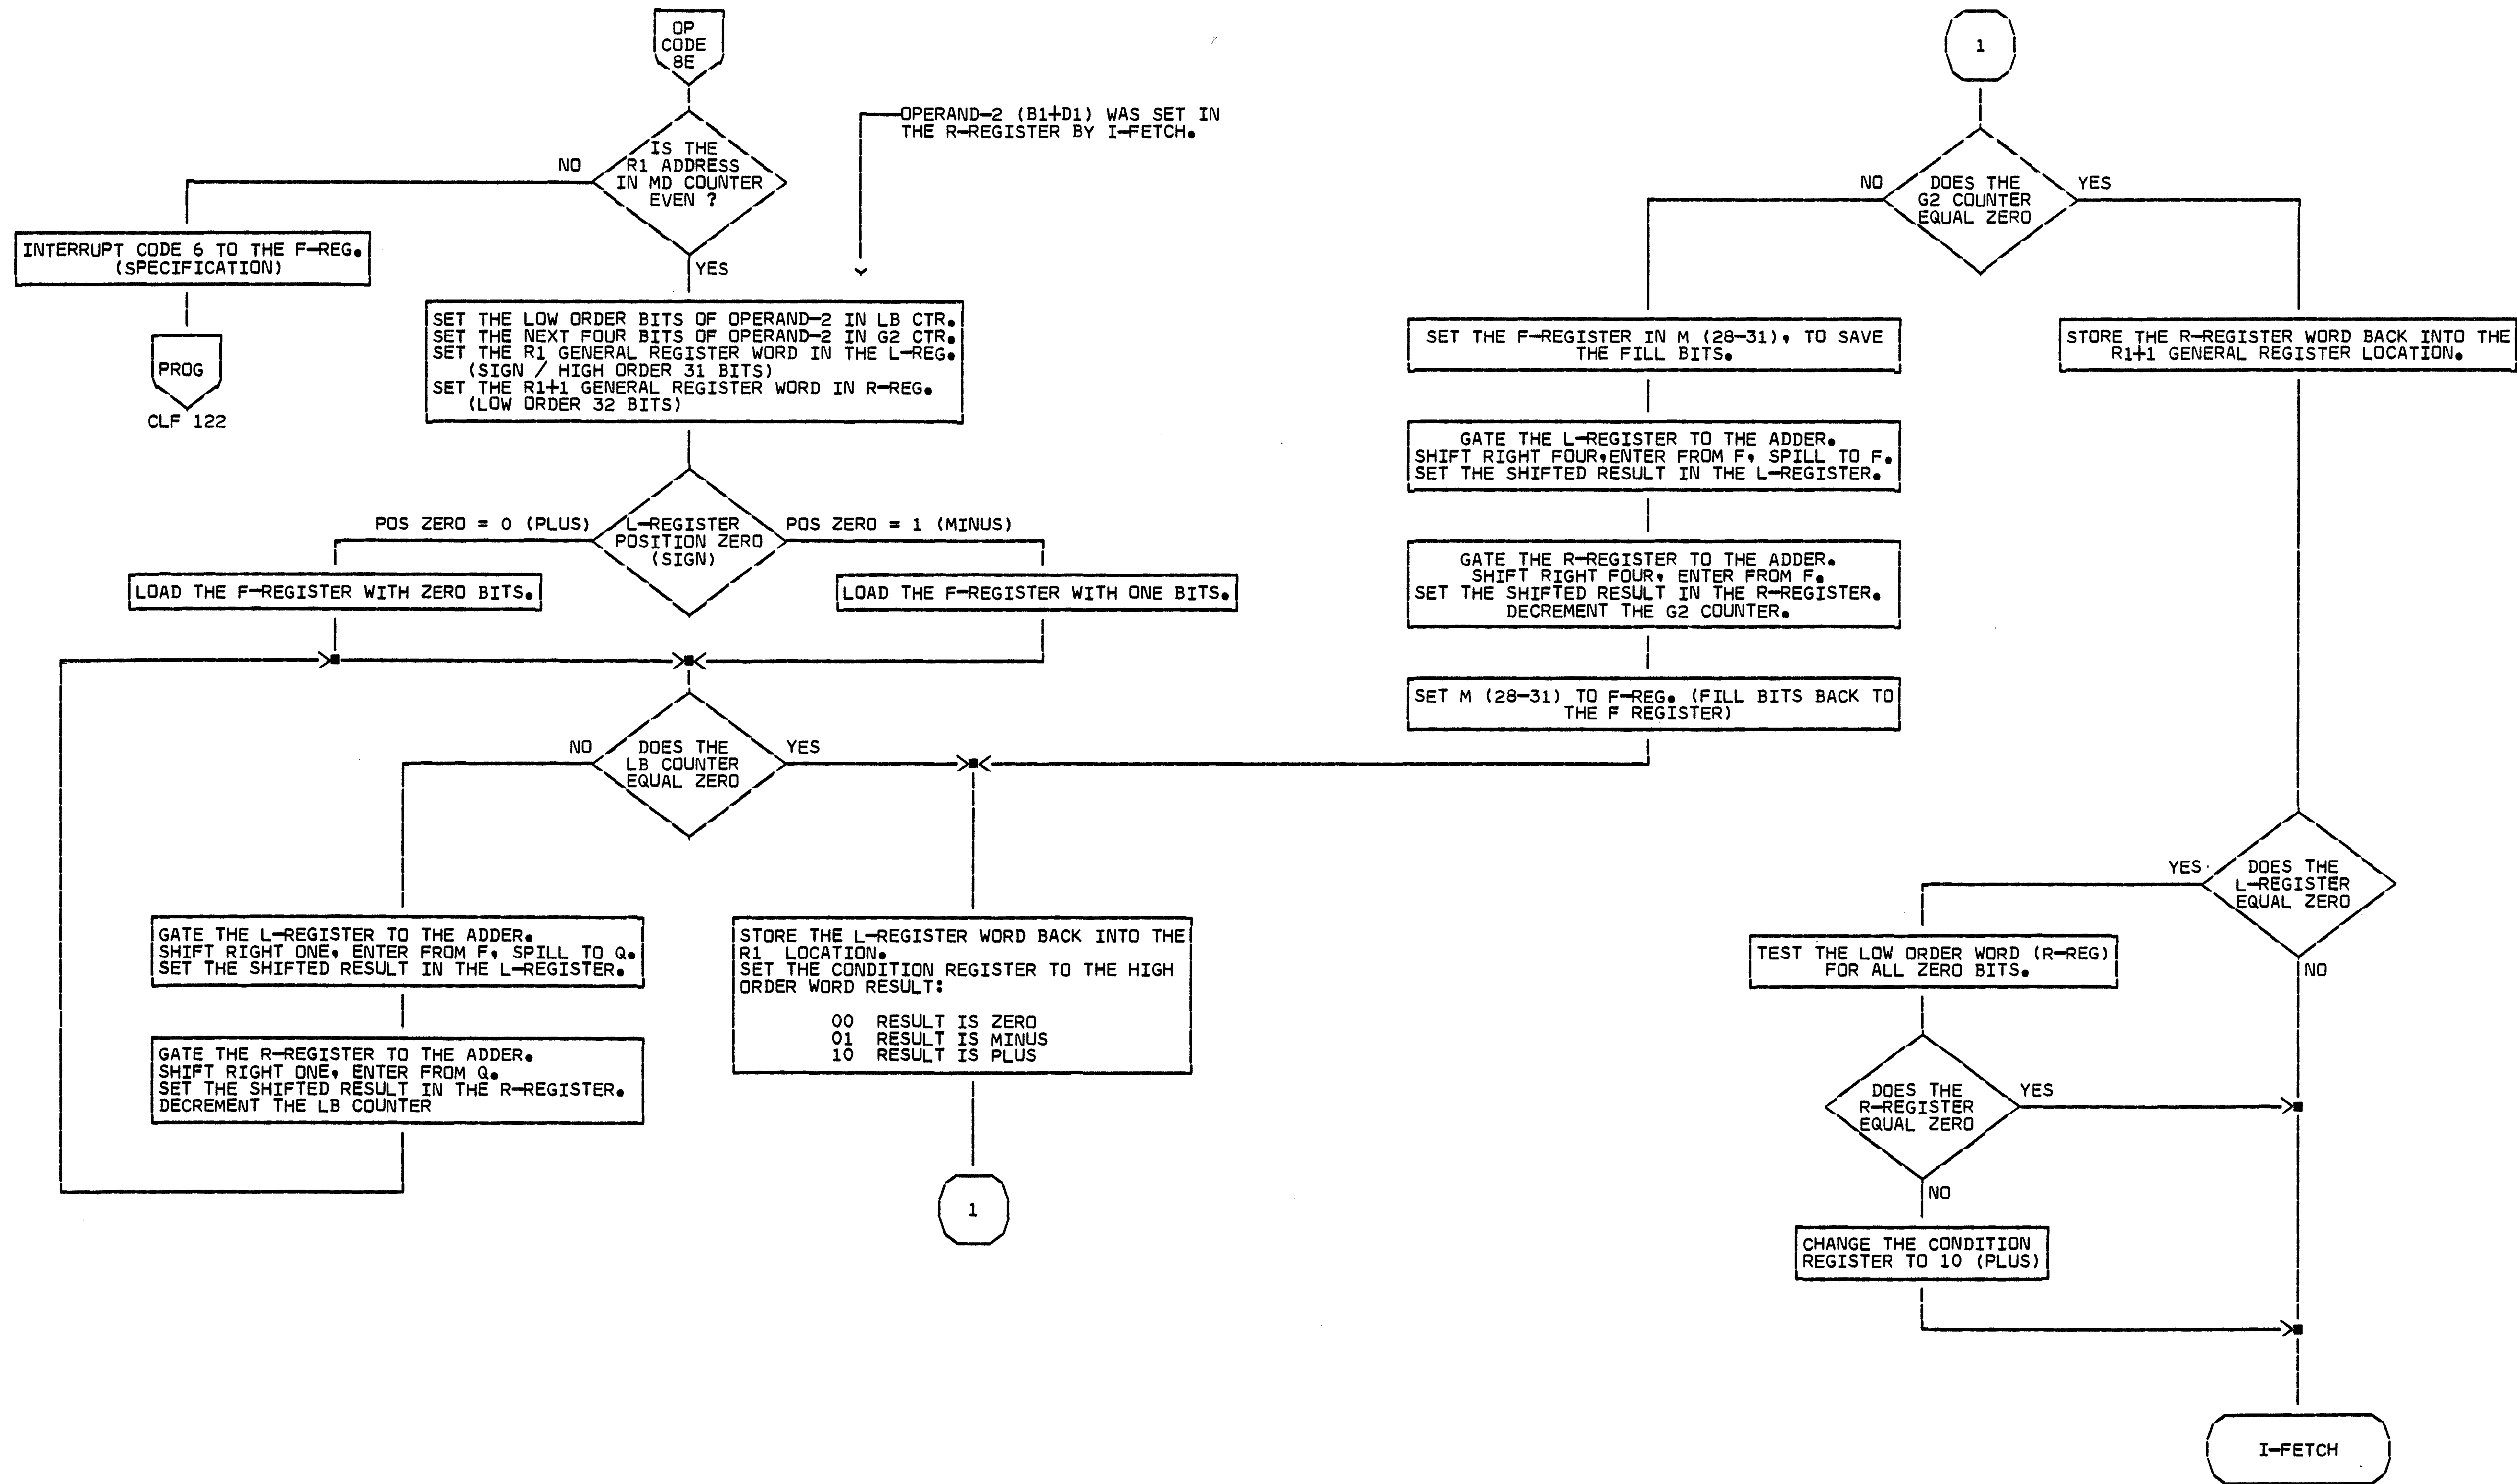 OP
CODE
8E
OPERAND-2 (B1+D1) WAS SET IN
THE R-REGISTER BY I-FETCH.
IS THE
R1 ADDRESS
IN MD COUNTER
EVEN ?
NO
YES
INTERRUPT CODE 6 TO THE F-REG.
(SPECIFICATION)
PROG
CLF 122
SET THE LOW ORDER BITS OF OPERAND-2 IN LB CTR.
SET THE NEXT FOUR BITS OF OPERAND-2 IN G2 CTR.
SET THE R1 GENERAL REGISTER WORD IN THE L-REG.
(SIGN / HIGH ORDER 31 BITS)
SET THE R1+1 GENERAL REGISTER WORD IN R-REG.
(LOW ORDER 32 BITS)
POS ZERO = 0 (PLUS)
L-REGISTER
POSITION ZERO
(SIGN)
POS ZERO = 1 (MINUS)
LOAD THE F-REGISTER WITH ZERO BITS.
LOAD THE F-REGISTER WITH ONE BITS.
NO
DOES THE
LB COUNTER
EQUAL ZERO
YES
GATE THE L-REGISTER TO THE ADDER.
SHIFT RIGHT ONE, ENTER FROM F, SPILL TO Q.
SET THE SHIFTED RESULT IN THE L-REGISTER.
GATE THE R-REGISTER TO THE ADDER.
SHIFT RIGHT ONE, ENTER FROM Q.
SET THE SHIFTED RESULT IN THE R-REGISTER.
DECREMENT THE LB COUNTER
STORE THE L-REGISTER WORD BACK INTO THE
R1 LOCATION.
SET THE CONDITION REGISTER TO THE HIGH
ORDER WORD RESULT:
00 RESULT IS ZERO
01 RESULT IS MINUS
10 RESULT IS PLUS
1
1
NO
DOES THE
G2 COUNTER
EQUAL ZERO
YES
SET THE F-REGISTER IN M (28-31), TO SAVE
THE FILL BITS.
GATE THE L-REGISTER TO THE ADDER.
SHIFT RIGHT FOUR,ENTER FROM F, SPILL TO F.
SET THE SHIFTED RESULT IN THE L-REGISTER.
GATE THE R-REGISTER TO THE ADDER.
SHIFT RIGHT FOUR, ENTER FROM F.
SET THE SHIFTED RESULT IN THE R-REGISTER.
DECREMENT THE G2 COUNTER.
SET M (28-31) TO F-REG. (FILL BITS BACK TO
THE F REGISTER)
STORE THE R-REGISTER WORD BACK INTO THE
R1+1 GENERAL REGISTER LOCATION.
YES
DOES THE
L-REGISTER
EQUAL ZERO
NO
TEST THE LOW ORDER WORD (R-REG)
FOR ALL ZERO BITS.
DOES THE
R-REGISTER
EQUAL ZERO
YES
NO
CHANGE THE CONDITION
REGISTER TO 10 (PLUS)
I-FETCH